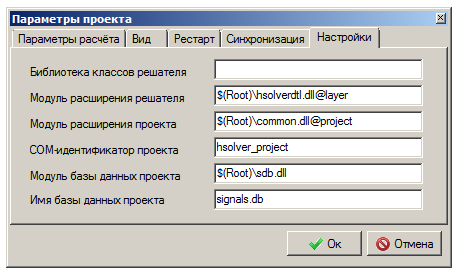 Параметры проекта
Параметры расчёта Вид Рестарт Синхронизация Настройки
Библиотека классов решателя
Модуль расширения решателя $(Root)\hsolverdtl.dll@layer
Модуль расширения проекта $(Root)\common.dll@project
COM-идентификатор проекта hsolver_project
Модуль базы данных проекта $(Root)\sdb.dll
Имя базы данных проекта signals.db
Ок Отмена